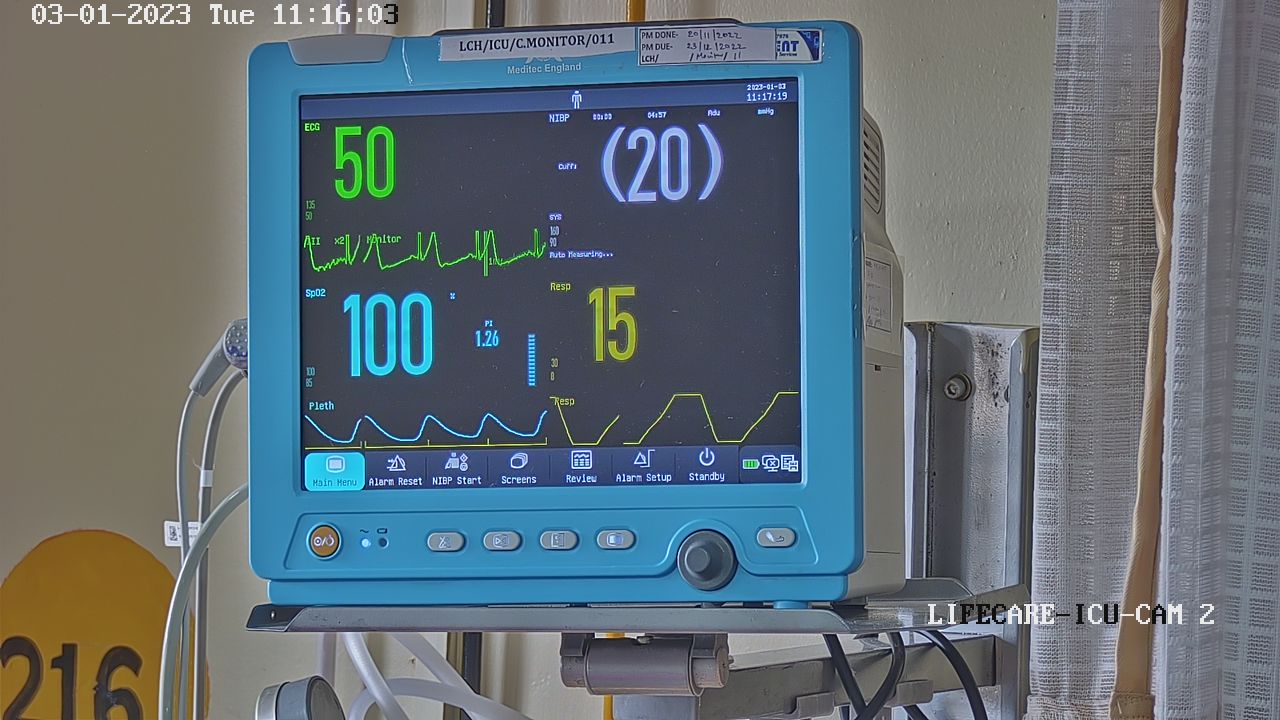 03-01-2023 Tue 11:16:03
LCH/ICU/C.MONITOR/011
PM DONE- 20/11/2022
PM DUE- 23/12/2022
LCH/
Meditec England
2023-01-03
11:17:19
ECG
50
135
50
NIBP 00:00 04:57 Adu mmHg
Cuff:
(20)
SYS
160
90
Auto Measuring...
II x2 Monitor
SpO2
100
%
PI
1.26
100
85
Resp
15
30
8
Pleth
Resp
Main Menu
Alarm Reset
NIBP Start
Screens
Review
Alarm Setup
Standby
LIFECARE-ICU-CAM 2
216